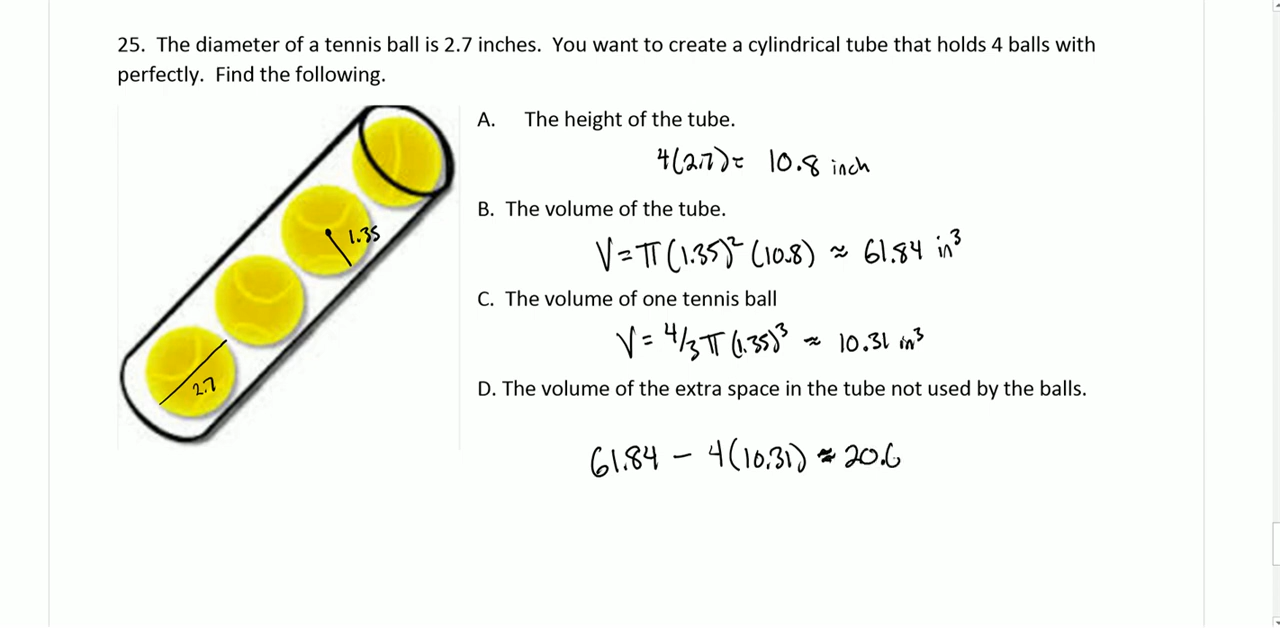 25. The diameter of a tennis ball is 2.7 inches. You want to create a cylindrical tube that holds 4 balls with
perfectly. Find the following.
A. The height of the tube.
4(2.7) = 10.8 inch
B. The volume of the tube.
1.35
V = π (1.35)² (10.8) ≈ 61.84 in³
C. The volume of one tennis ball
V = 4/3 π (1.35)³ ≈ 10.31 in³
D. The volume of the extra space in the tube not used by the balls.
2.7
61.84 - 4(10.31) ≈ 20.6